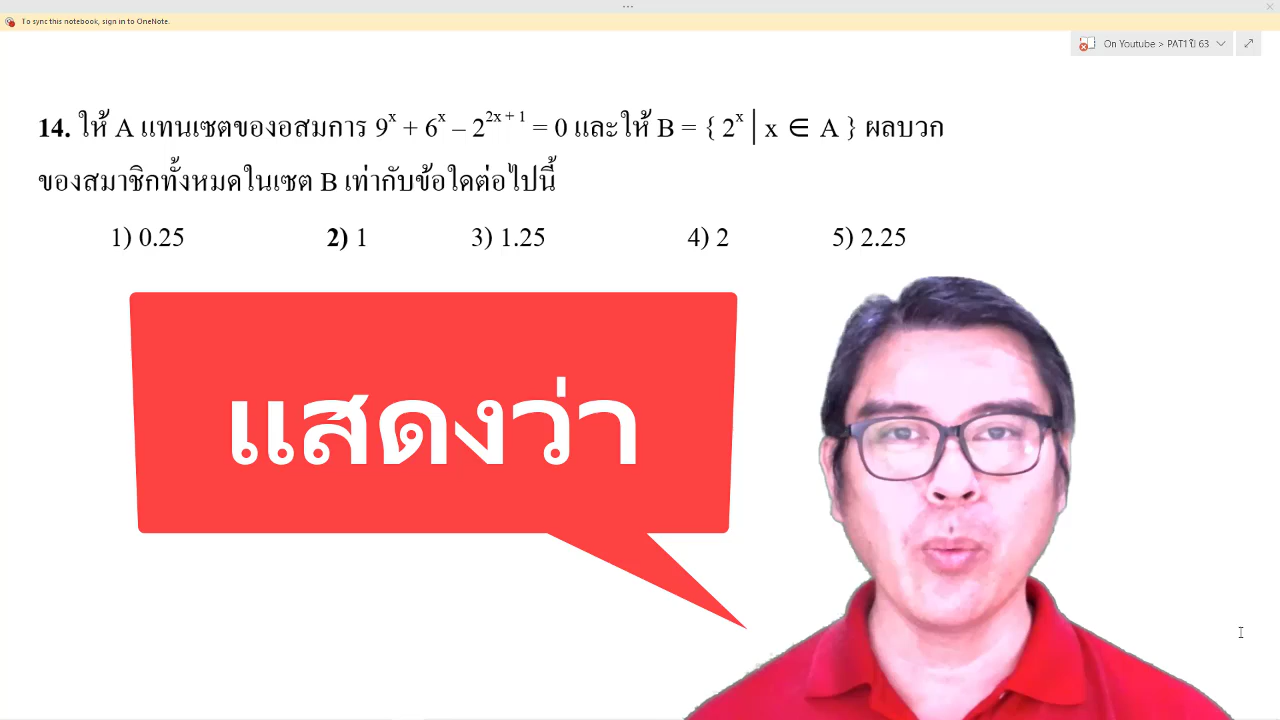 To sync this notebook, sign in to OneNote.
On Youtube > PAT1 ปี 63
14. ให้ A แทนเซตของอสมการ 9^x + 6^x – 2^{2x + 1} = 0 และให้ B = { 2^x | x ∈ A } ผลบวก
ของสมาชิกทั้งหมดในเซต B เท่ากับข้อใดต่อไปนี้
1) 0.25 2) 1 3) 1.25 4) 2 5) 2.25
แสดงว่า